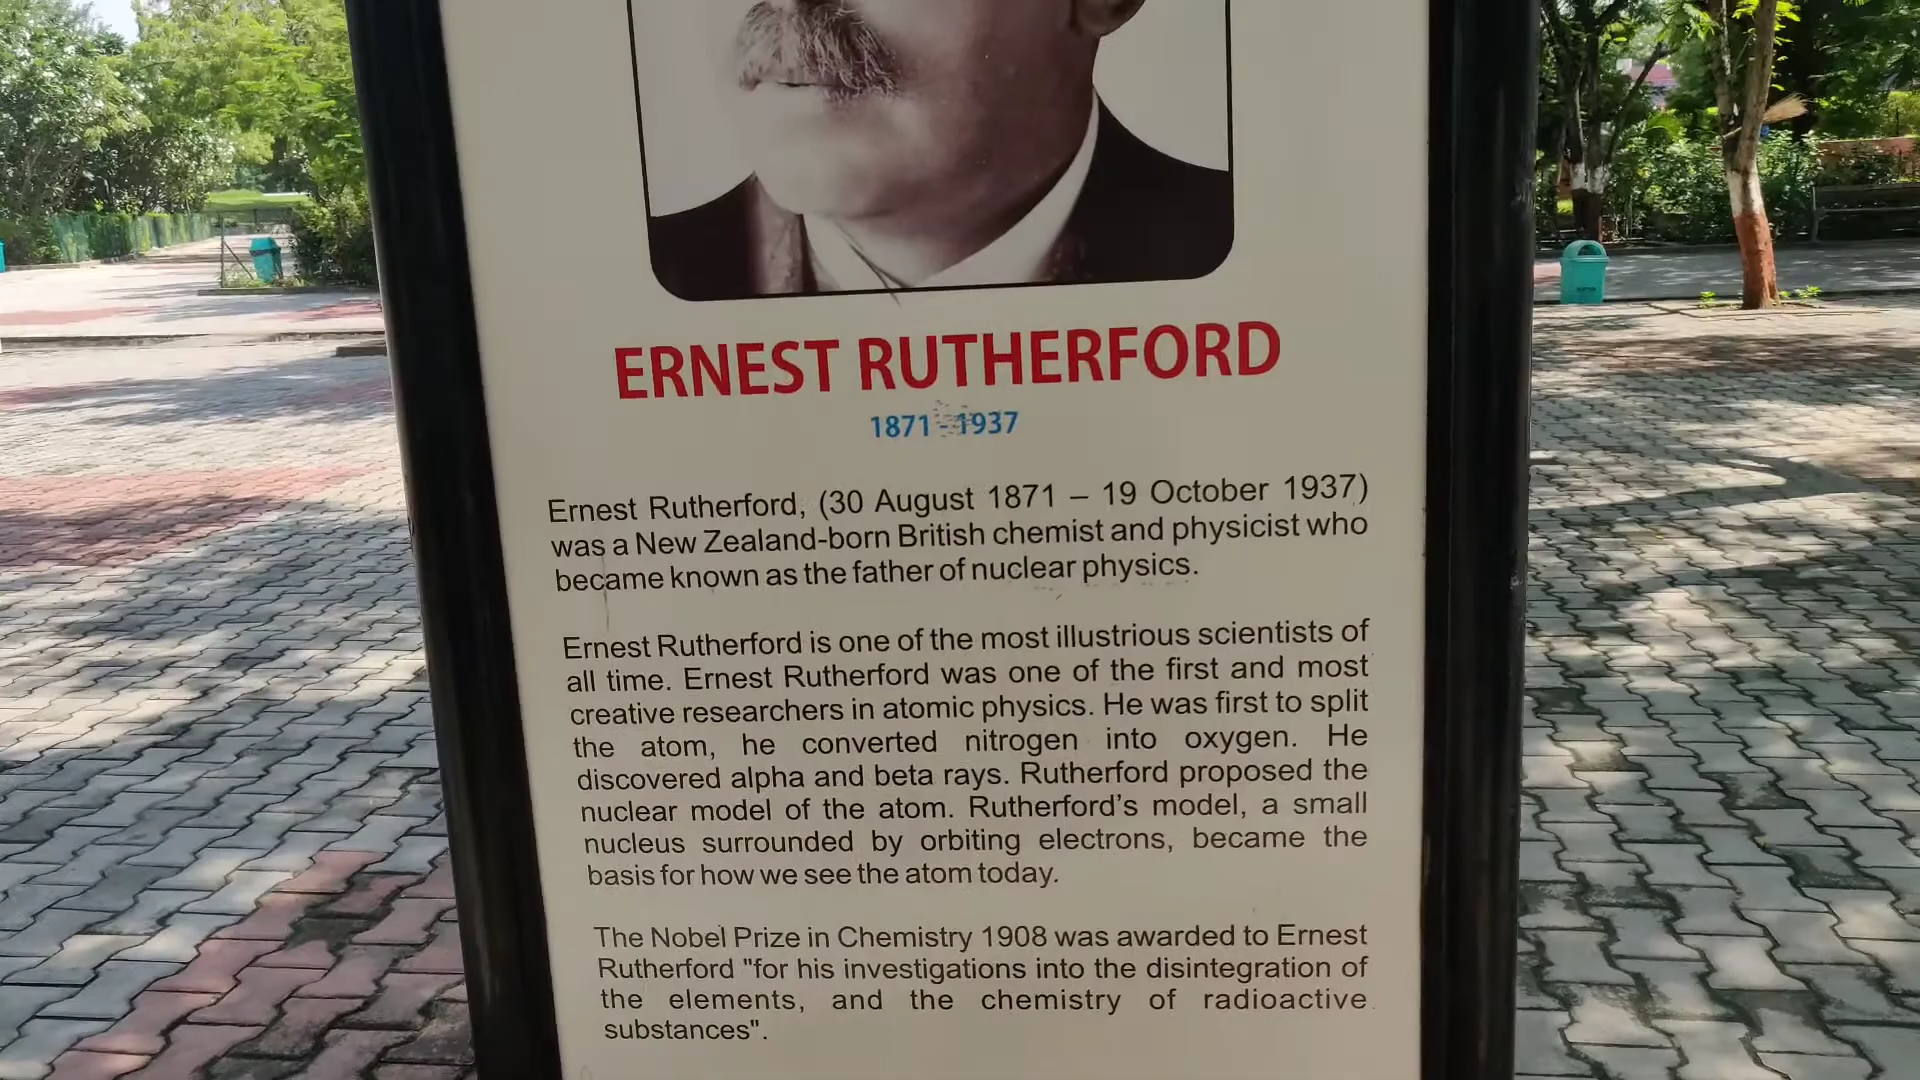 ERNEST RUTHERFORD
1871 - 1937
Ernest Rutherford, (30 August 1871 – 19 October 1937)
was a New Zealand-born British chemist and physicist who
became known as the father of nuclear physics.
Ernest Rutherford is one of the most illustrious scientists of
all time. Ernest Rutherford was one of the first and most
creative researchers in atomic physics. He was first to split
the atom, he converted nitrogen into oxygen. He
discovered alpha and beta rays. Rutherford proposed the
nuclear model of the atom. Rutherford's model, a small
nucleus surrounded by orbiting electrons, became the
basis for how we see the atom today.
The Nobel Prize in Chemistry 1908 was awarded to Ernest
Rutherford "for his investigations into the disintegration of
the elements, and the chemistry of radioactive
substances".